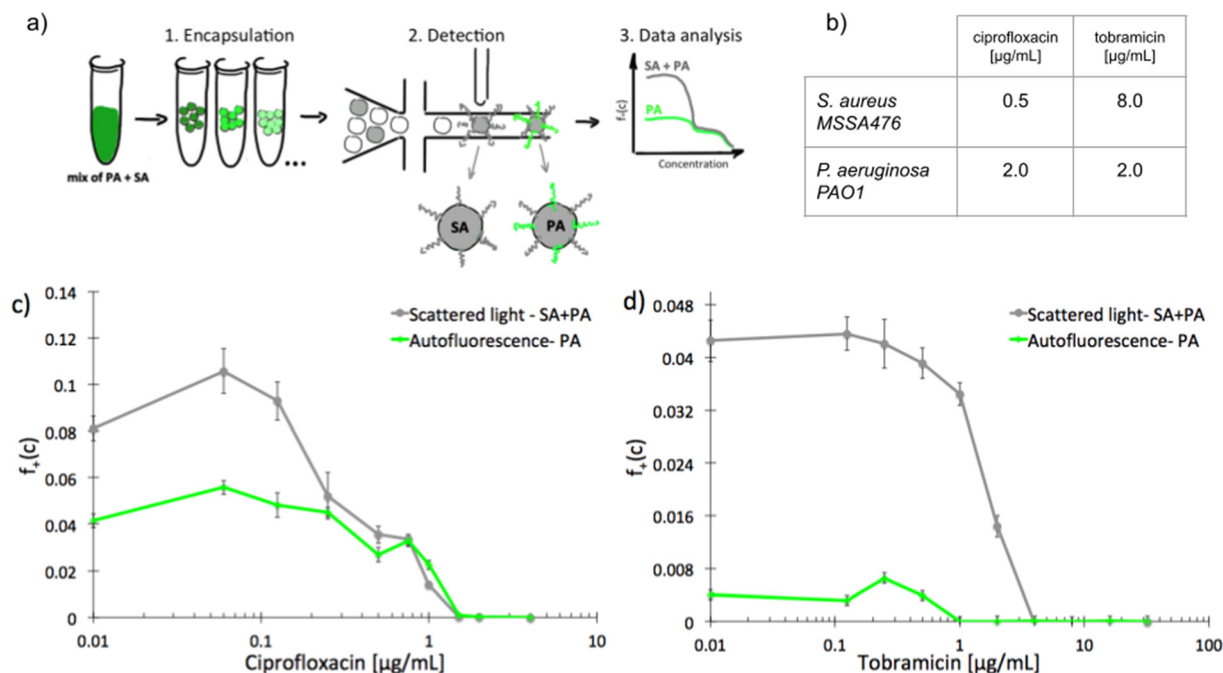 a)
1. Encapsulation
2. Detection
3. Data analysis
mix of PA + SA
...
SA
PA
SA + PA
PA
f₊(c)
Concentration
b)
ciprofloxacin
[µg/mL]
tobramicin
[µg/mL]
S. aureus
MSSA476
0.5
8.0
P. aeruginosa
PAO1
2.0
2.0
c)
0.14
0.12
0.1
0.08
0.06
0.04
0.02
0
f₊(c)
Scattered light - SA+PA
Autofluorescence- PA
0.01
0.1
1
10
Ciprofloxacin [µg/mL]
d)
0.048
0.04
0.032
0.024
0.016
0.008
0
f₊(c)
Scattered light- SA+PA
Autofluorescence- PA
0.01
0.1
1
10
100
Tobramicin [µg/mL]